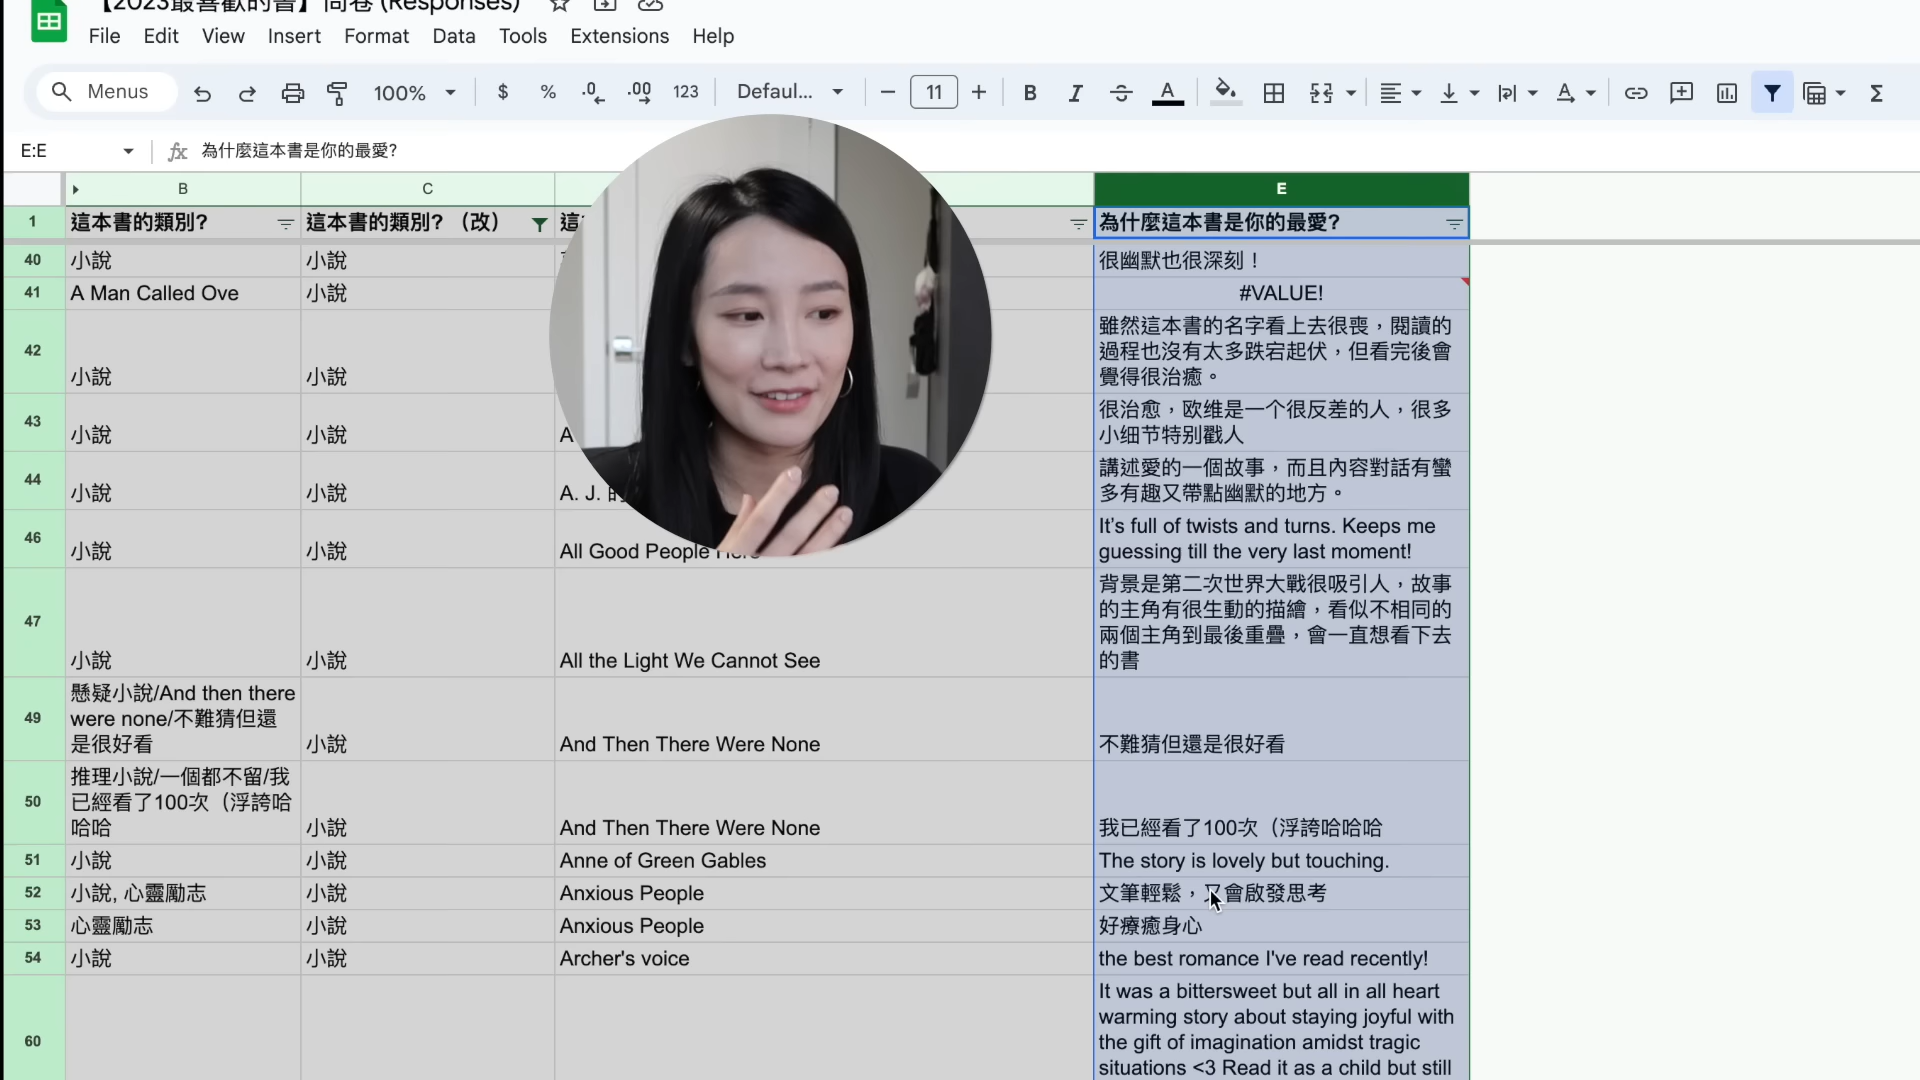 【2023最喜歡的書】問卷 (Responses)
File Edit View Insert Format Data Tools Extensions Help
Menus 100% $ % .0 .00 123 Defaul... 11 B I A
E:E fx 為什麼這本書是你的最愛?
B C E
1 這本書的類別? 這本書的類別?（改） 為什麼這本書是你的最愛?
40 小說 小說 很幽默也很深刻！
41 A Man Called Ove 小說 #VALUE!
雖然這本書的名字看上去很喪，閱讀的
過程也沒有太多跌宕起伏，但看完後會
42 小說 小說 覺得很治癒。
很治愈，欧维是一个很反差的人，很多
43 小說 小說 A 小细节特别戳人
講述愛的一個故事，而且內容對話有蠻
44 小說 小說 A. J. 多有趣又帶點幽默的地方。
It's full of twists and turns. Keeps me
46 小說 小說 All Good People Here guessing till the very last moment!
背景是第二次世界大戰很吸引人，故事
的主角有很生動的描繪，看似不相同的
兩個主角到最後重疊，會一直想看下去
47 小說 小說 All the Light We Cannot See 的書
懸疑小說/And then there
were none/不難猜但還
49 是很好看 小說 And Then There Were None 不難猜但還是很好看
推理小說/一個都不留/我
已經看了100次（浮誇哈
50 哈哈 小說 And Then There Were None 我已經看了100次（浮誇哈哈哈
51 小說 小說 Anne of Green Gables The story is lovely but touching.
52 小說, 心靈勵志 小說 Anxious People 文筆輕鬆，又會啟發思考
53 心靈勵志 小說 Anxious People 好療癒身心
54 小說 小說 Archer's voice the best romance I've read recently!
It was a bittersweet but all in all heart
warming story about staying joyful with
60 the gift of imagination amidst tragic
situations <3 Read it as a child but still